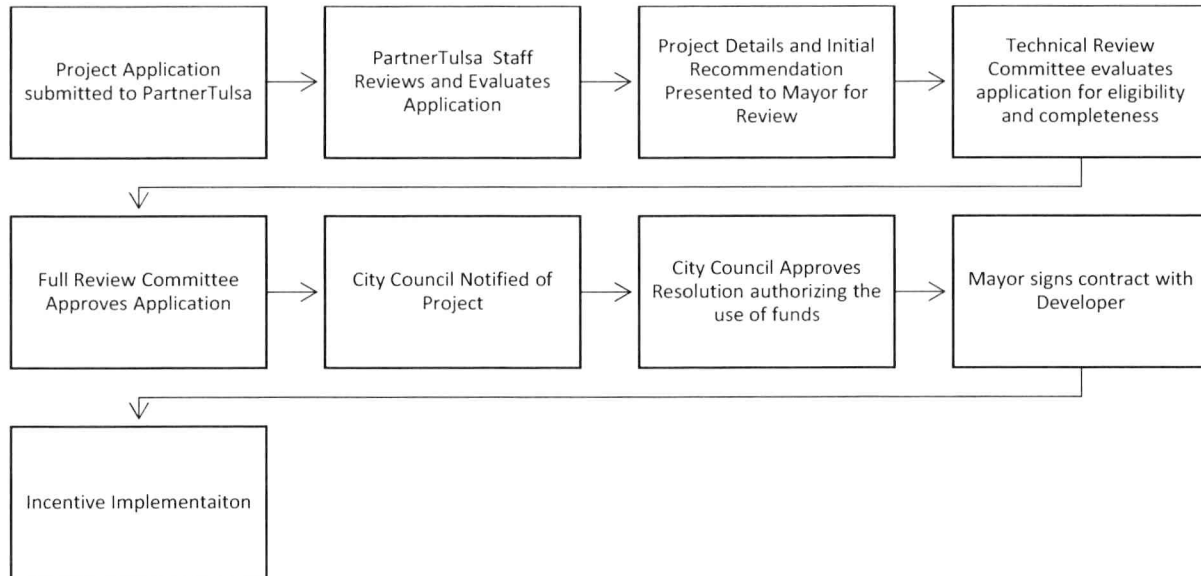 Project Application
submitted to PartnerTulsa
PartnerTulsa Staff
Reviews and Evaluates
Application
Project Details and Initial
Recommendation
Presented to Mayor for
Review
Technical Review
Committee evaluates
application for eligibility
and completeness
Full Review Committee
Approves Application
City Council Notified of
Project
City Council Approves
Resolution authorizing the
use of funds
Mayor signs contract with
Developer
Incentive Implementaiton